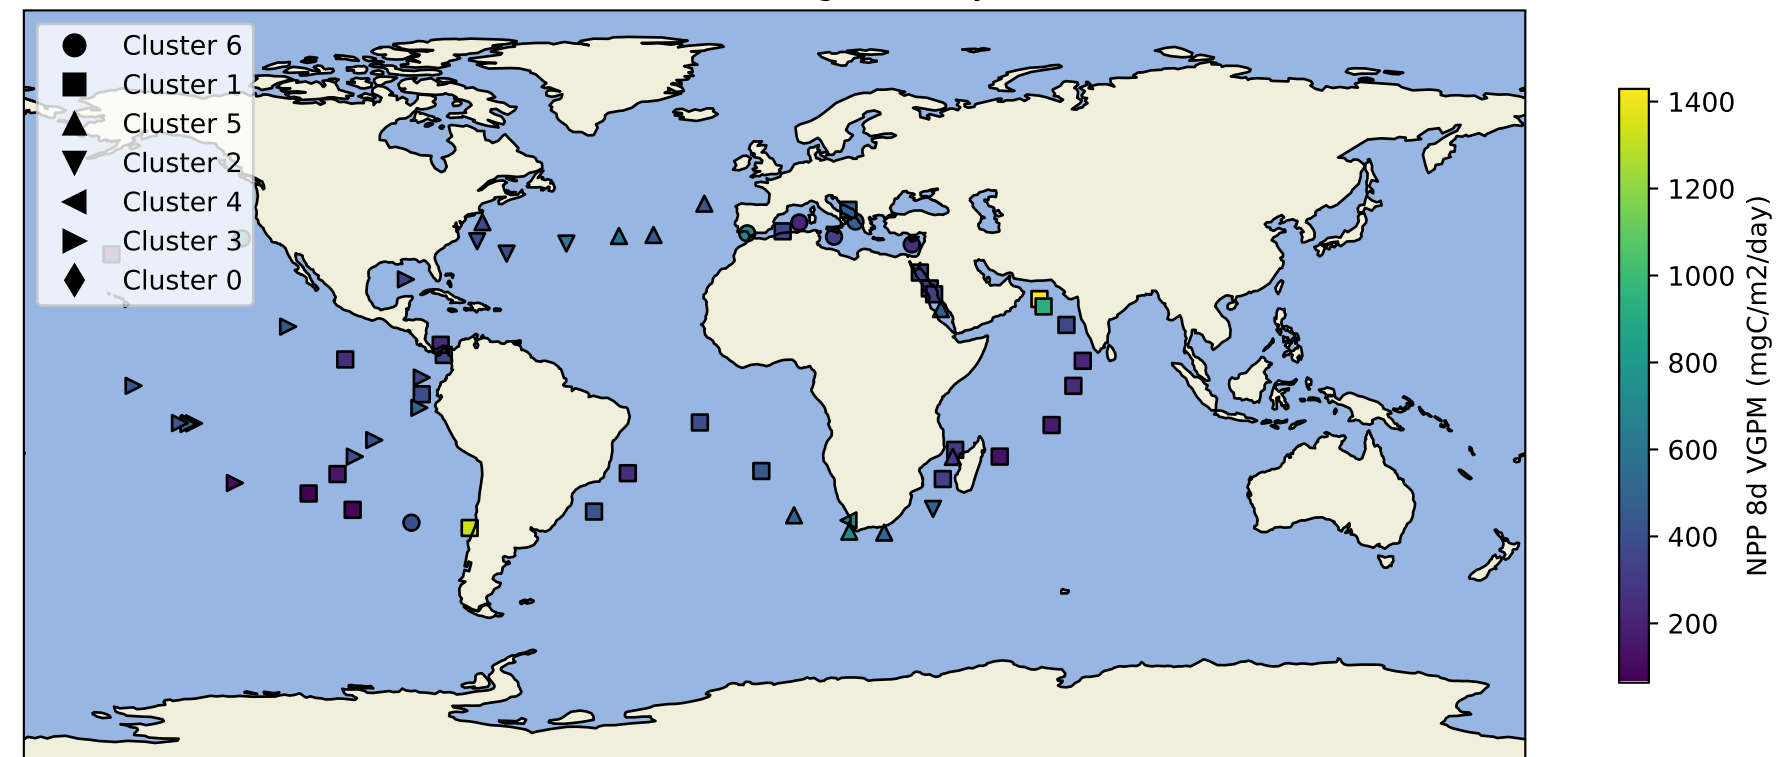 Cluster 6
Cluster 1
Cluster 5
Cluster 2
Cluster 4
Cluster 3
Cluster 0
1400
1200
1000
800
600
400
200
NPP 8d VGPM (mgC/m2/day)